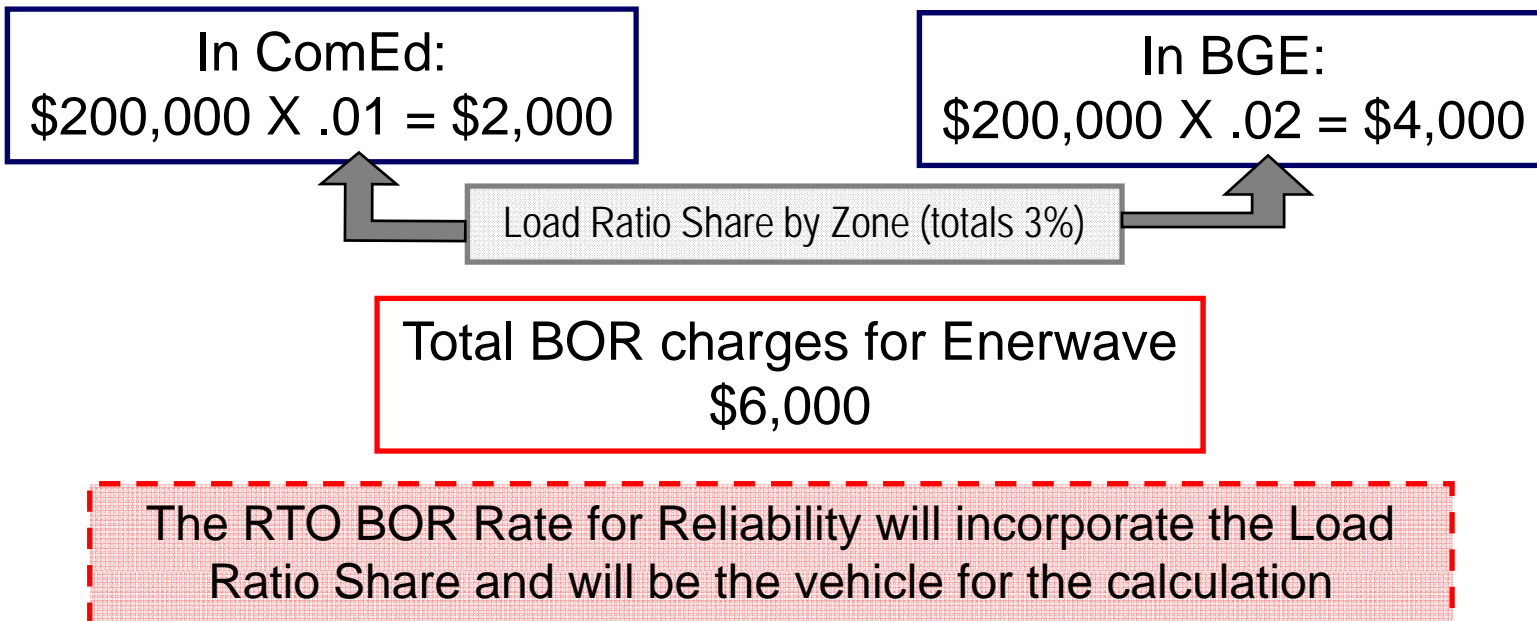 In ComEd:
$200,000 X .01 = $2,000
In BGE:
$200,000 X .02 = $4,000
Load Ratio Share by Zone (totals 3%)
Total BOR charges for Enerwave
$6,000
The RTO BOR Rate for Reliability will incorporate the Load
Ratio Share and will be the vehicle for the calculation